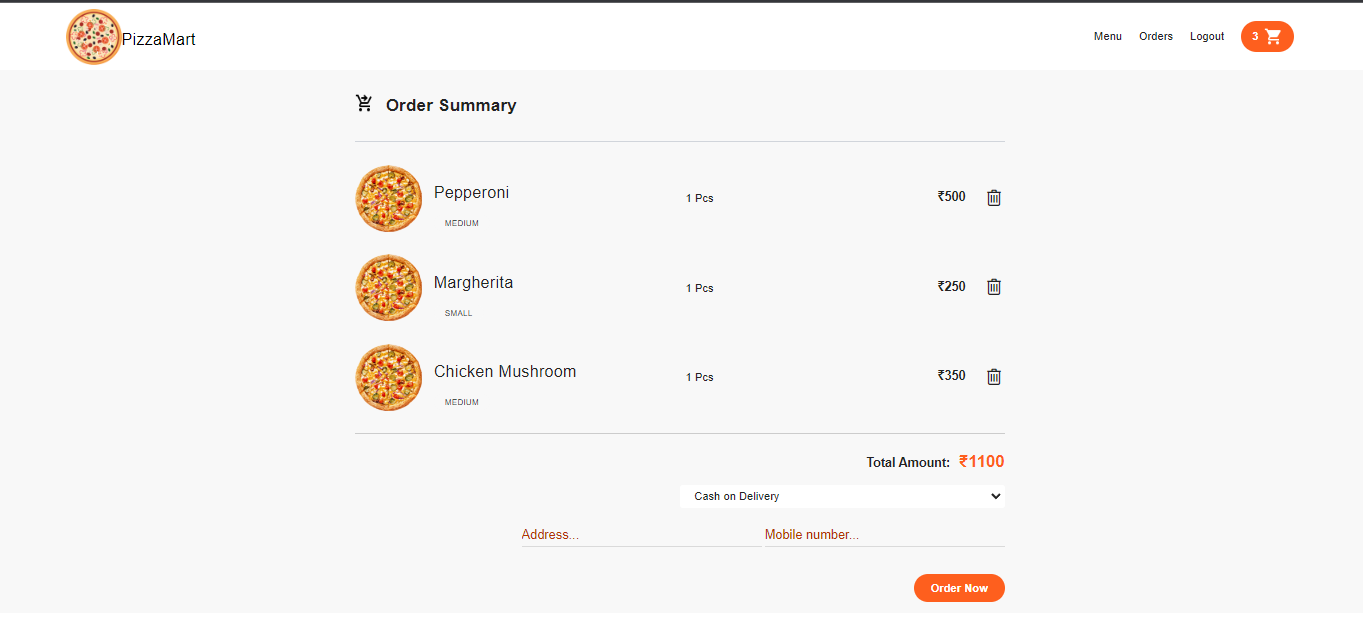 PizzaMart
Menu Orders Logout 3
Order Summary
Pepperoni 1 Pcs ₹500
MEDIUM
Margherita 1 Pcs ₹250
SMALL
Chicken Mushroom 1 Pcs ₹350
MEDIUM
Total Amount: ₹1100
Cash on Delivery
Address... Mobile number...
Order Now